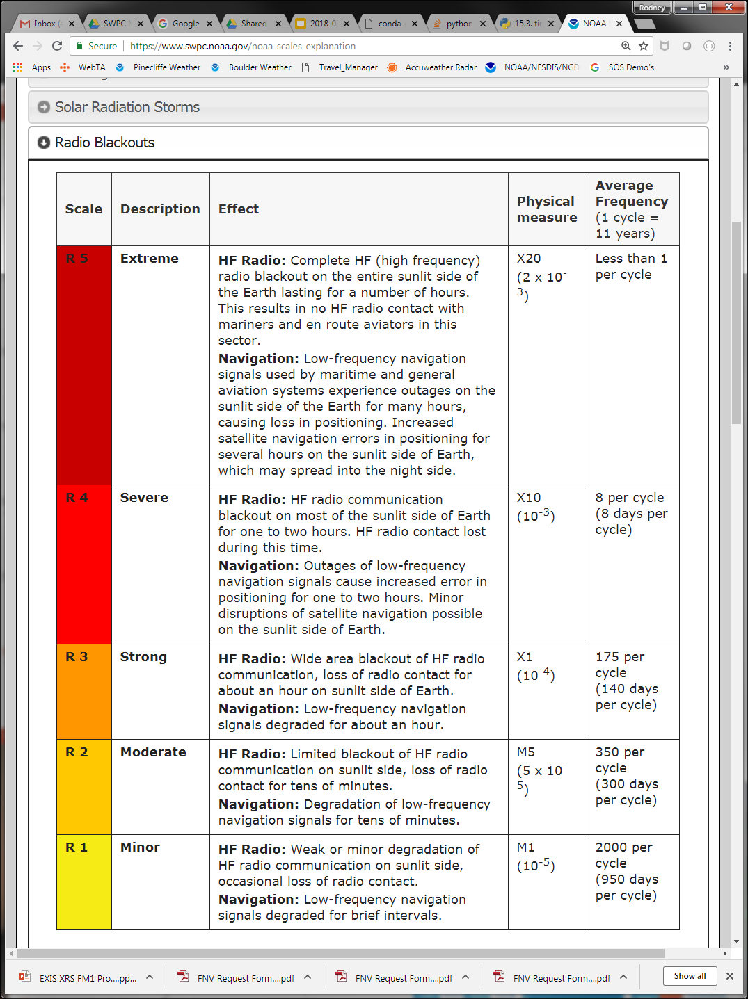 Rodney
Inbox (4
SWPC M
Google
Shared
2018-0
conda-
python
15.3. tim
NOAA S
Secure
https://www.swpc.noaa.gov/noaa-scales-explanation
Apps
WebTA
Pinecliffe Weather
Boulder Weather
Travel_Manager
Accuweather Radar
NOAA/NESDIS/NGD
SOS Demo's
»
Solar Radiation Storms
Radio Blackouts
Scale
Description
Effect
Physical
measure
Average
Frequency
(1 cycle =
11 years)
R 5
Extreme
HF Radio: Complete HF (high frequency)
radio blackout on the entire sunlit side of
the Earth lasting for a number of hours.
This results in no HF radio contact with
mariners and en route aviators in this
sector.
Navigation: Low-frequency navigation
signals used by maritime and general
aviation systems experience outages on the
sunlit side of the Earth for many hours,
causing loss in positioning. Increased
satellite navigation errors in positioning for
several hours on the sunlit side of Earth,
which may spread into the night side.
X20
(2 x 10-
3)
Less than 1
per cycle
R 4
Severe
HF Radio: HF radio communication
blackout on most of the sunlit side of Earth
for one to two hours. HF radio contact lost
during this time.
Navigation: Outages of low-frequency
navigation signals cause increased error in
positioning for one to two hours. Minor
disruptions of satellite navigation possible
on the sunlit side of Earth.
X10
(10-3)
8 per cycle
(8 days per
cycle)
R 3
Strong
HF Radio: Wide area blackout of HF radio
communication, loss of radio contact for
about an hour on sunlit side of Earth.
Navigation: Low-frequency navigation
signals degraded for about an hour.
X1
(10-4)
175 per
cycle
(140 days
per cycle)
R 2
Moderate
HF Radio: Limited blackout of HF radio
communication on sunlit side, loss of radio
contact for tens of minutes.
Navigation: Degradation of low-frequency
navigation signals for tens of minutes.
M5
(5 x 10-
5)
350 per
cycle
(300 days
per cycle)
R 1
Minor
HF Radio: Weak or minor degradation of
HF radio communication on sunlit side,
occasional loss of radio contact.
Navigation: Low-frequency navigation
signals degraded for brief intervals.
M1
(10-5)
2000 per
cycle
(950 days
per cycle)
EXIS XRS FM1 Pro....pp...
FNV Request Form....pdf
FNV Request Form....pdf
FNV Request Form....pdf
Show all